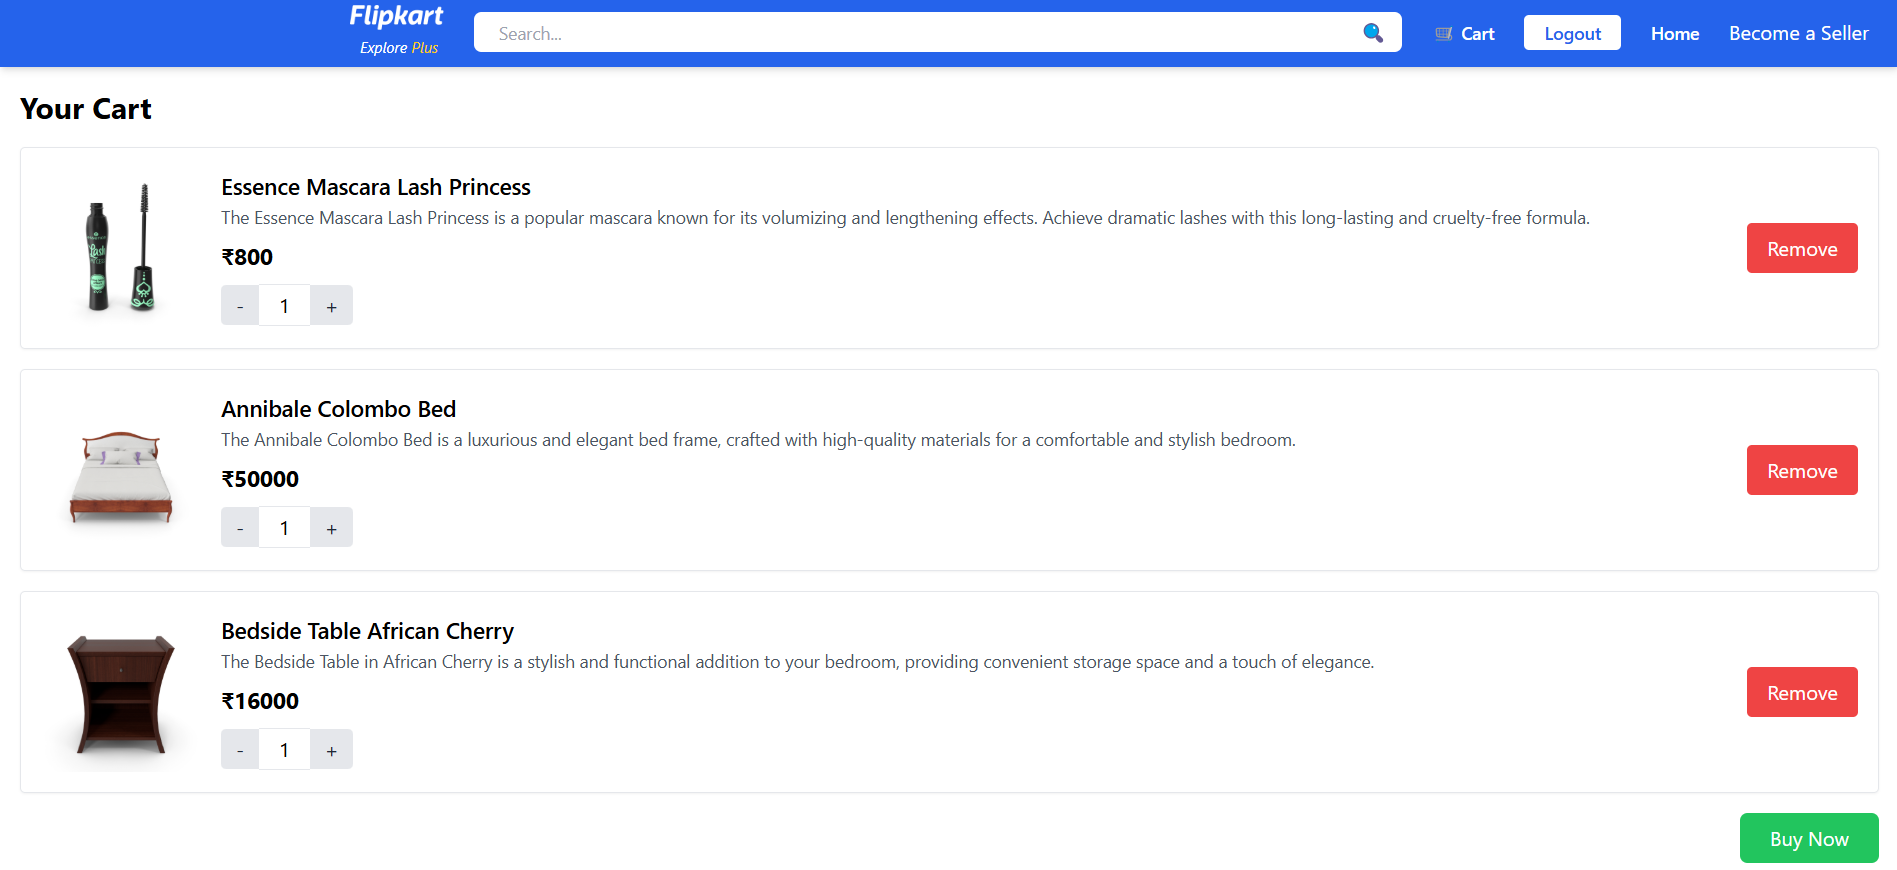 Flipkart
Explore Plus
Search...
Cart
Logout
Home
Become a Seller
Your Cart
Essence Mascara Lash Princess
The Essence Mascara Lash Princess is a popular mascara known for its volumizing and lengthening effects. Achieve dramatic lashes with this long-lasting and cruelty-free formula.
₹800
- 1 +
Remove
Lash
Annibale Colombo Bed
The Annibale Colombo Bed is a luxurious and elegant bed frame, crafted with high-quality materials for a comfortable and stylish bedroom.
₹50000
- 1 +
Remove
Bedside Table African Cherry
The Bedside Table in African Cherry is a stylish and functional addition to your bedroom, providing convenient storage space and a touch of elegance.
₹16000
- 1 +
Remove
Buy Now